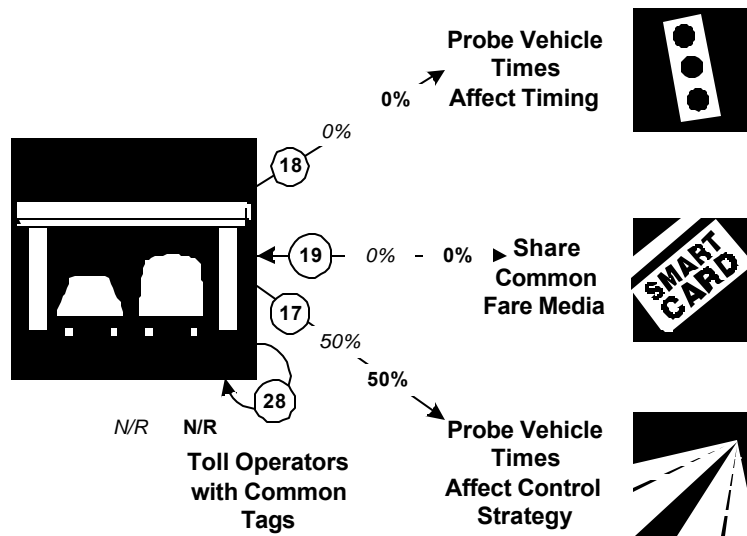 Probe Vehicle
Times
Affect Timing
0%
0%
18
19
0%
0%
Share
Common
Fare Media
SMART
CARD
17
50%
50%
28
N/R N/R
Toll Operators
with Common
Tags
Probe Vehicle
Times
Affect Control
Strategy